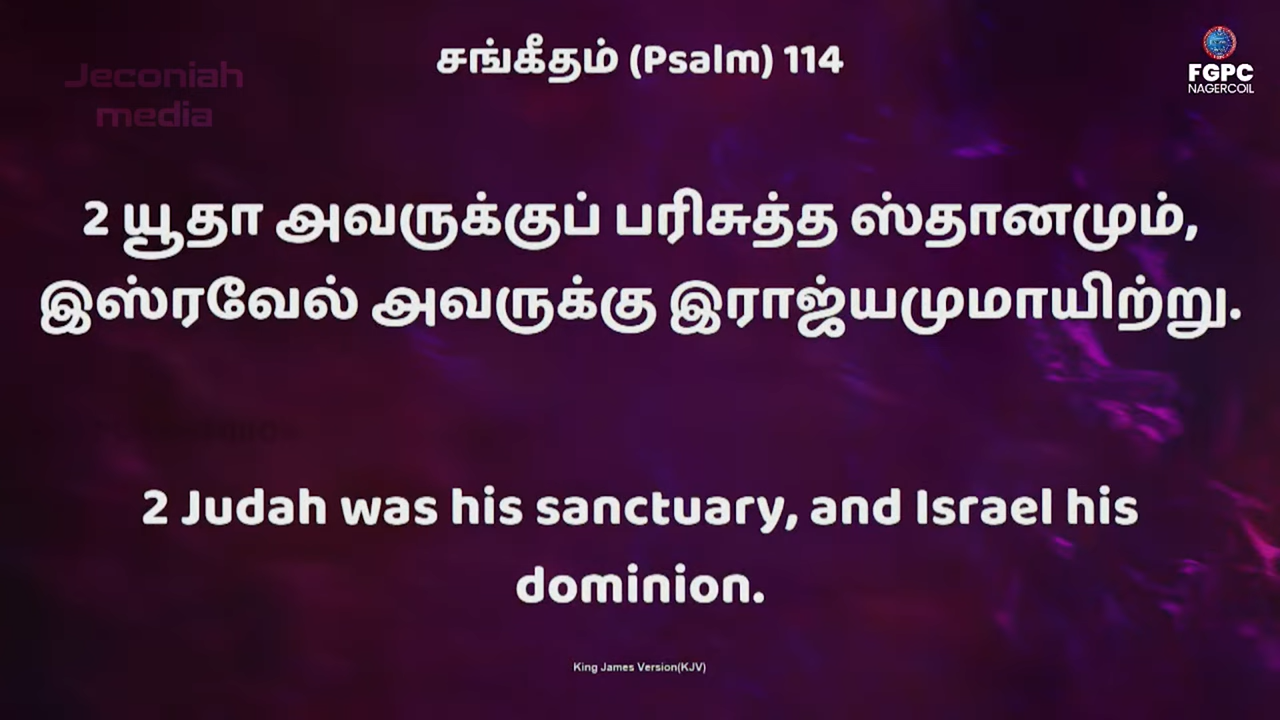 சங்கீதம் (Psalm) 114
Jeconiah
media
FGPC
NAGERCOIL
2 யூதா அவருக்குப் பரிசுத்த ஸ்தானமும்,
இஸ்ரவேல் அவருக்கு இராஜ்யமுமாயிற்று.
2 Judah was his sanctuary, and Israel his
dominion.
King James Version(KJV)